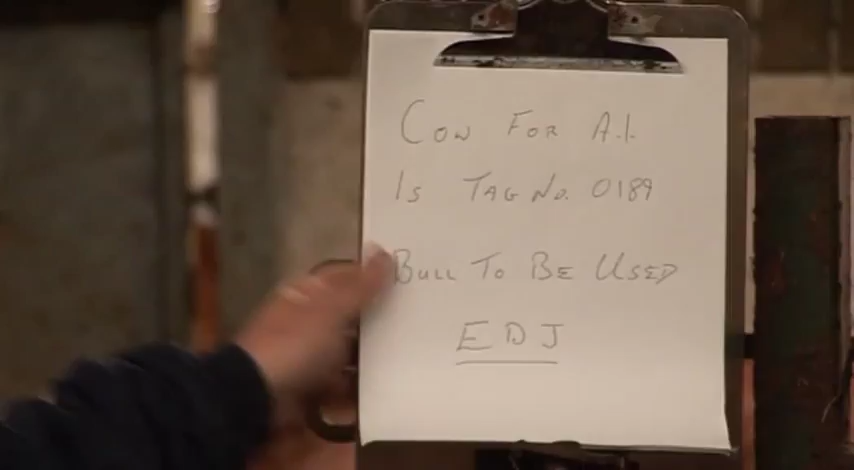 Cow For A.I.
Is Tag No. 0189
Bull To Be Used
EDJ